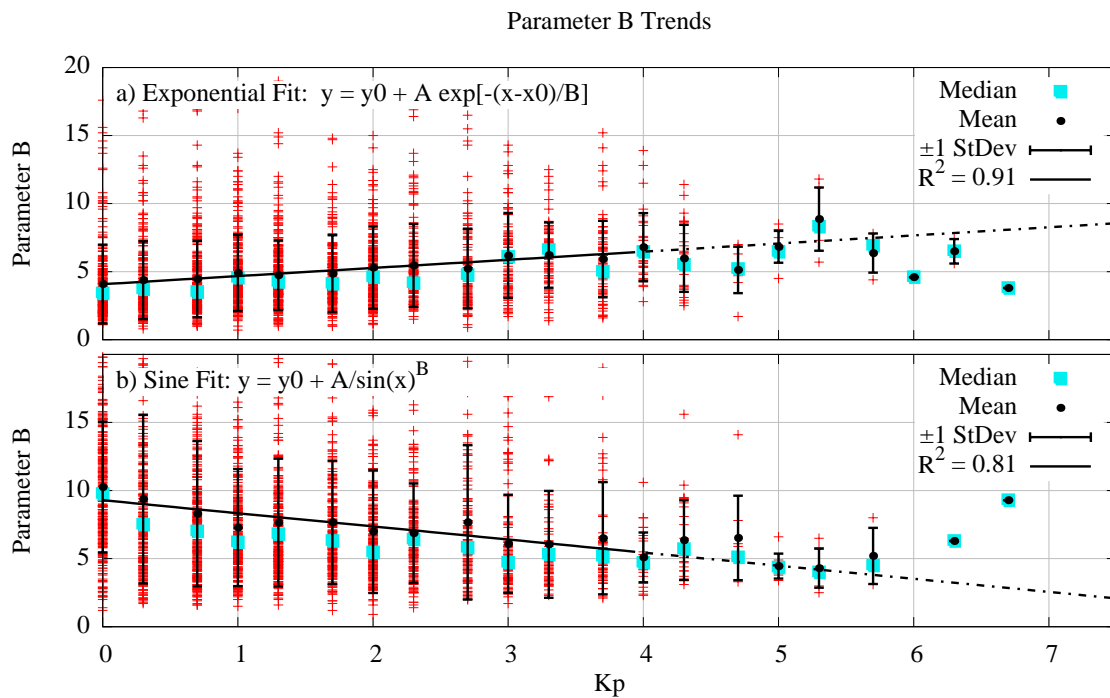 Parameter B Trends
a) Exponential Fit:  y = y0 + A exp[-(x-x0)/B]
Median
Mean
±1 StDev
R² = 0.91
Parameter B
20
15
10
5
0
b) Sine Fit: y = y0 + A/sin(x)^B
Median
Mean
±1 StDev
R² = 0.81
Parameter B
15
10
5
0
0 1 2 3 4 5 6 7
Kp